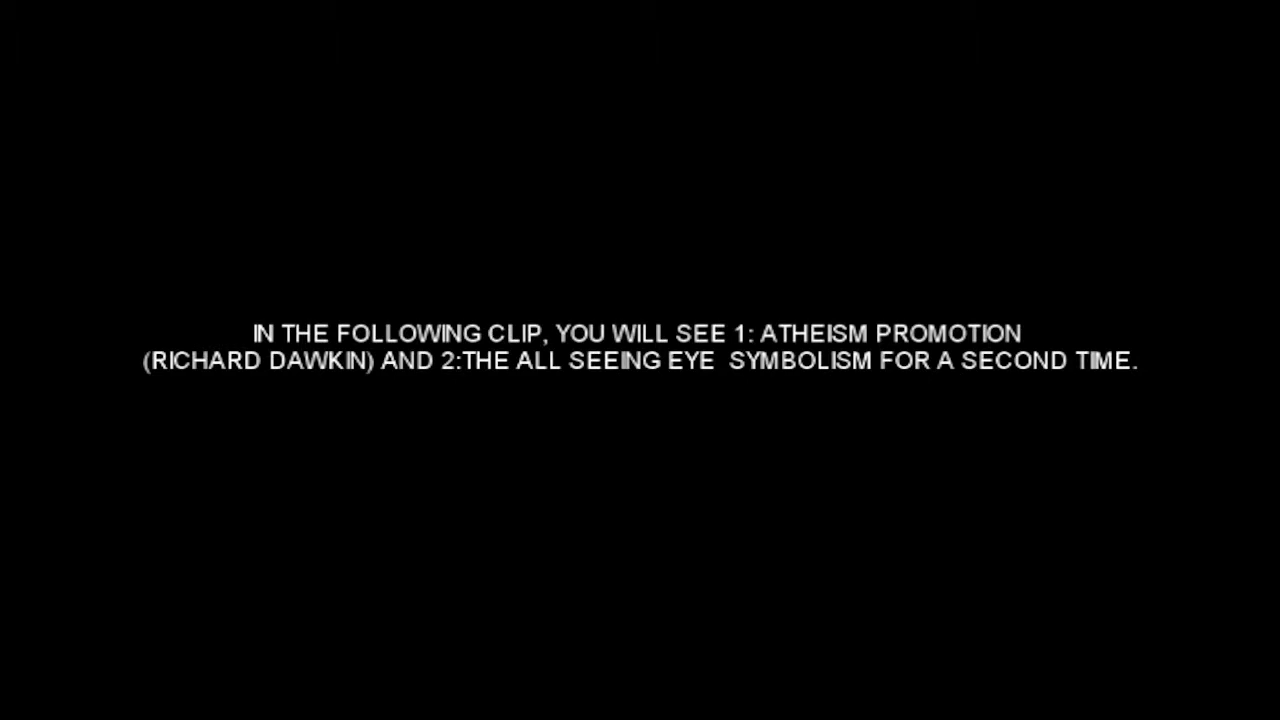 IN THE FOLLOWING CLIP, YOU WILL SEE 1: ATHEISM PROMOTION
(RICHARD DAWKIN) AND 2:THE ALL SEEING EYE  SYMBOLISM FOR A SECOND TIME.